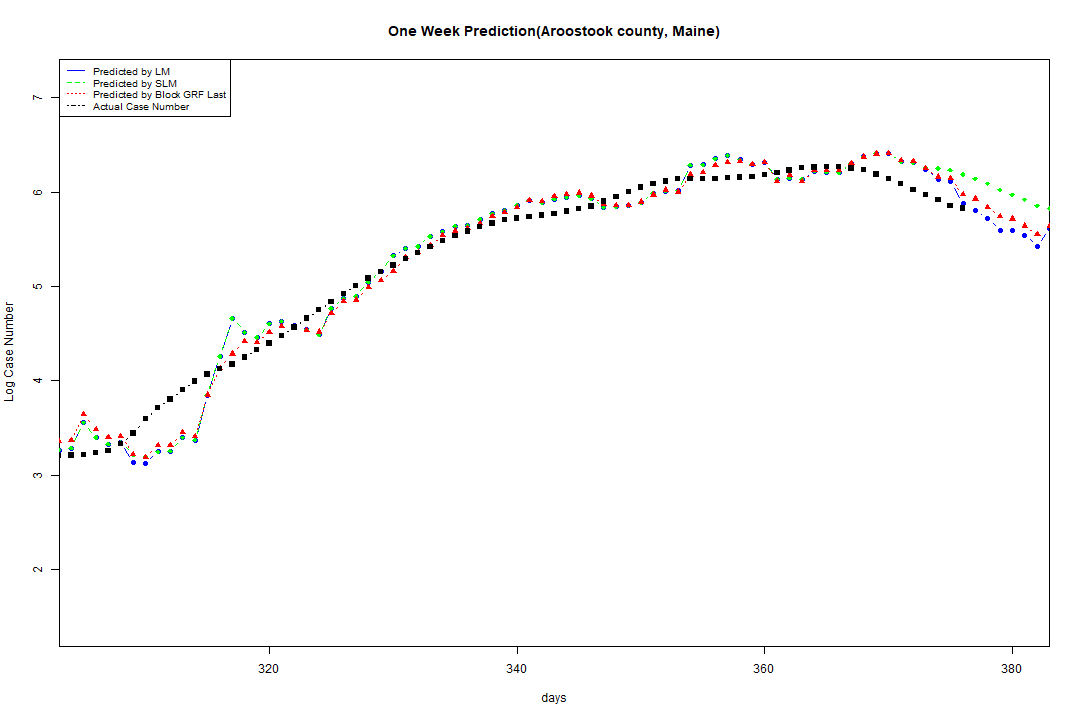 One Week Prediction(Aroostook county, Maine)
Predicted by LM
Predicted by SLM
Predicted by Block GRF Last
Actual Case Number
7
6
5
4
3
2
Log Case Number
320 340 360 380
days